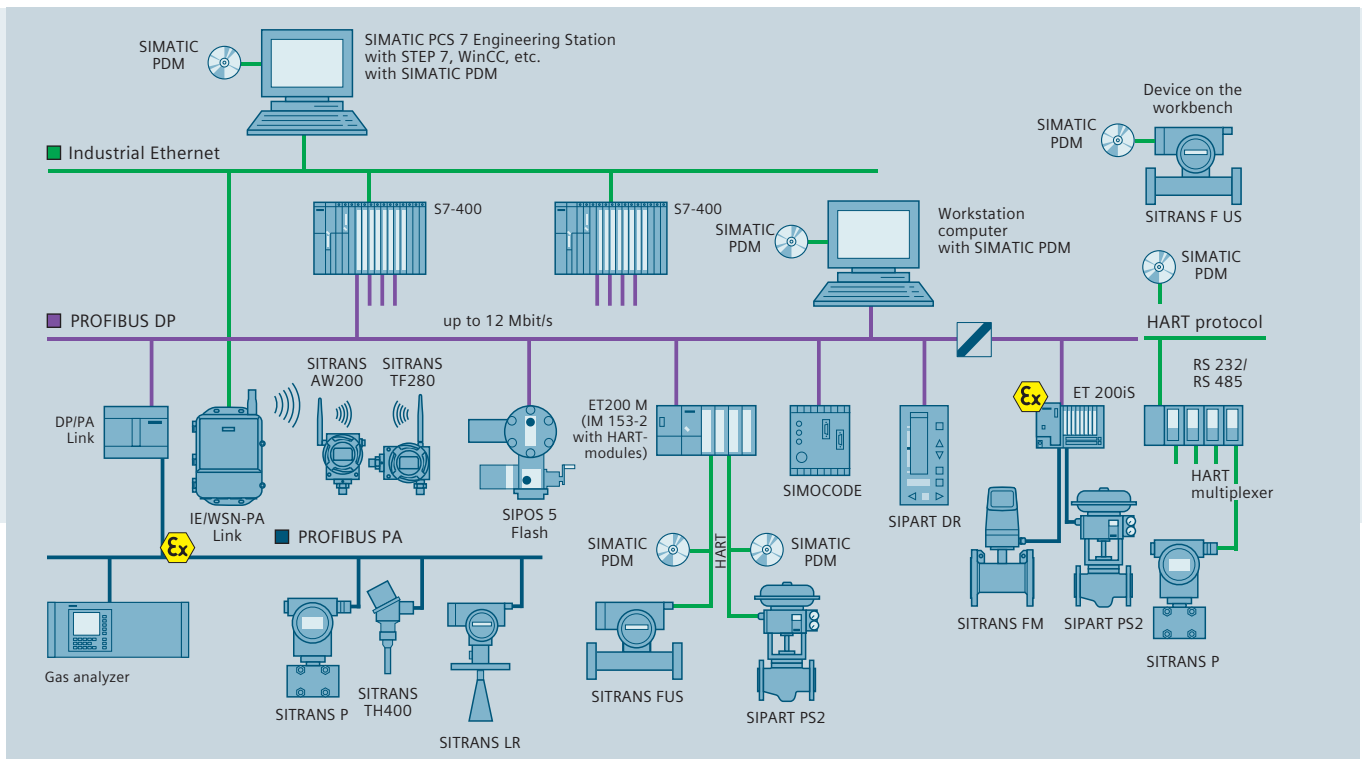 SIMATIC
PDM
SIMATIC PCS 7 Engineering Station
with STEP 7, WinCC, etc.
with SIMATIC PDM
Device on the
workbench
SIMATIC
PDM
SITRANS F US
Industrial Ethernet
S7-400
S7-400
SIMATIC
PDM
Workstation
computer
with SIMATIC PDM
SIMATIC
PDM
PROFIBUS DP
up to 12 Mbit/s
HART protocol
RS 232/
RS 485
DP/PA
Link
IE/WSN-PA
Link
SITRANS
AW200
SITRANS
TF280
SIPOS 5
Flash
ET200 M
(IM 153-2
with HART-
modules)
SIMOCODE
SIPART DR
Ex
ET 200iS
HART
multiplexer
Ex
PROFIBUS PA
SIMATIC
PDM
HART
SIMATIC
PDM
Gas analyzer
SITRANS P
SITRANS
TH400
SITRANS LR
SITRANS FUS
SIPART PS2
SITRANS FM
SIPART PS2
SITRANS P